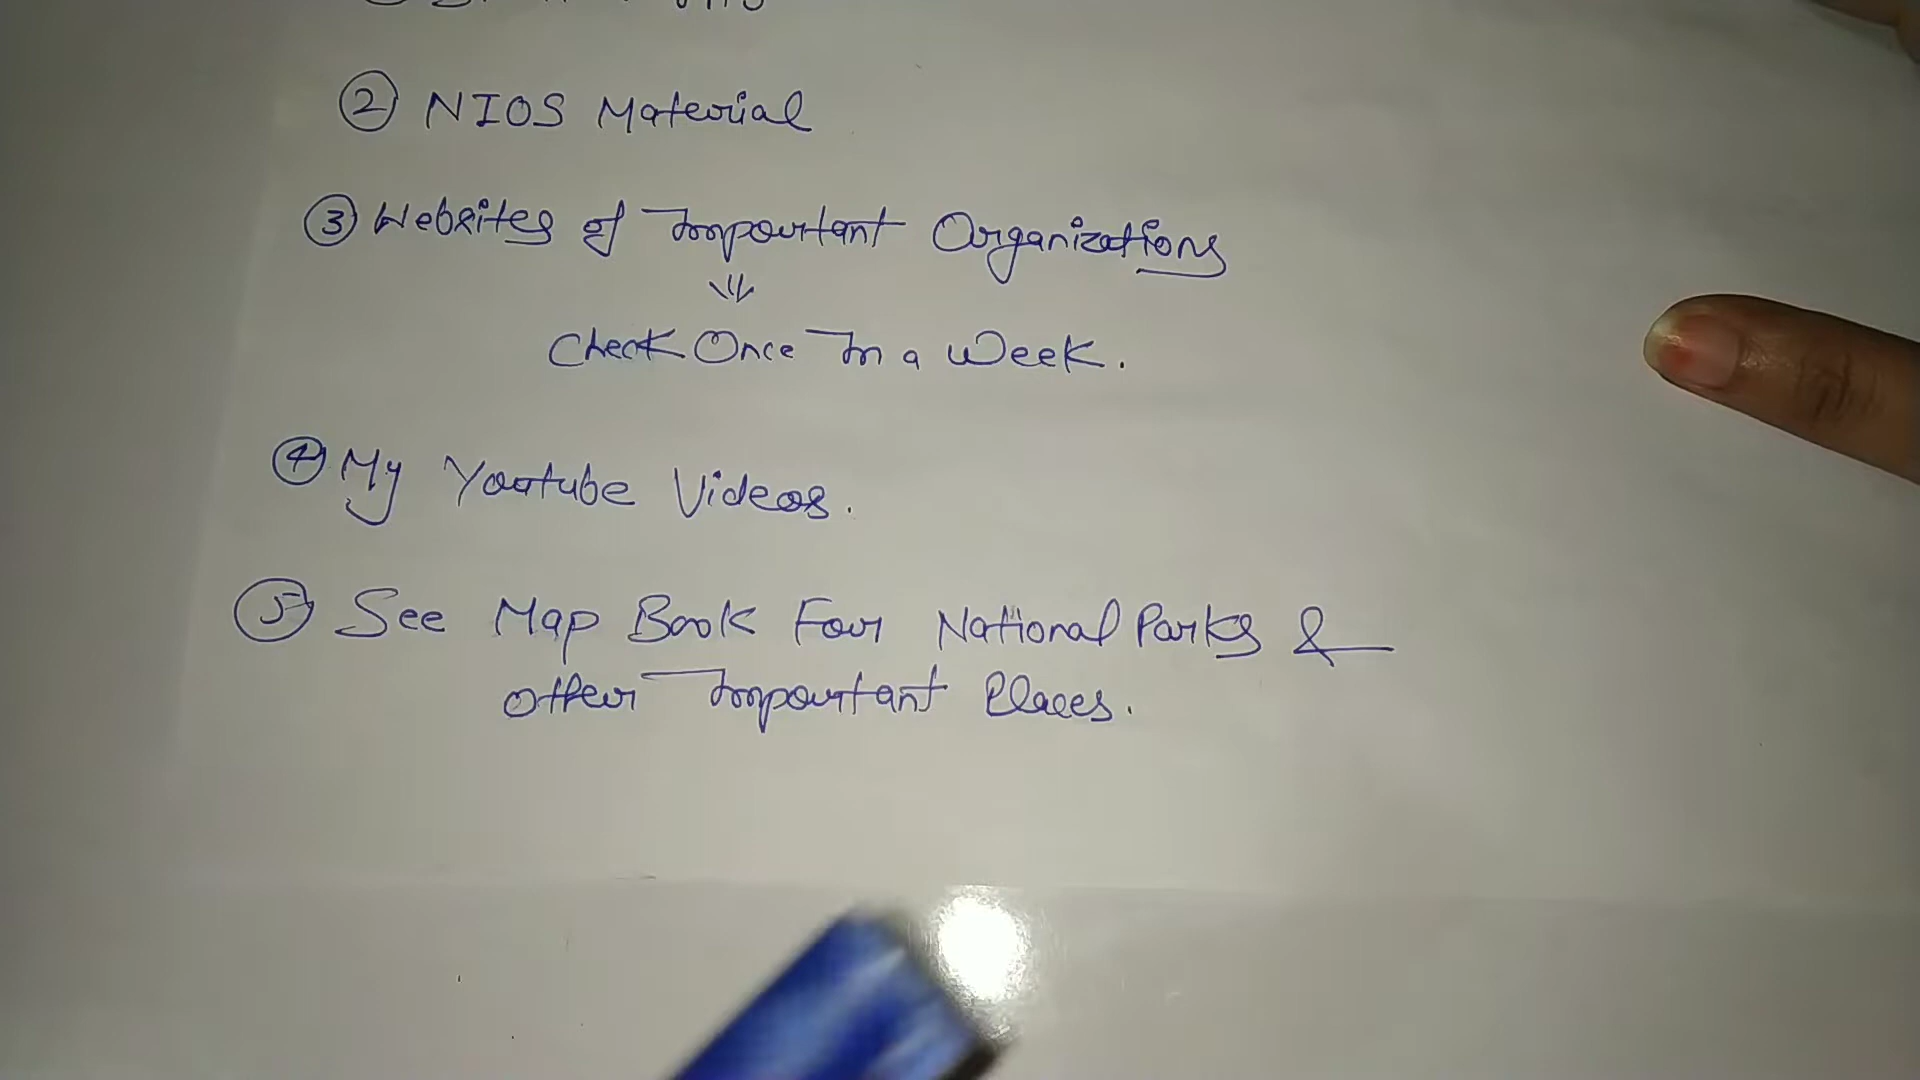 ② NIOS Material
③ Websites of Important Organizations
⇓
Check Once In a Week.
④ My Youtube Videos.
⑤ See Map Book For National Parks &
other Important Places.